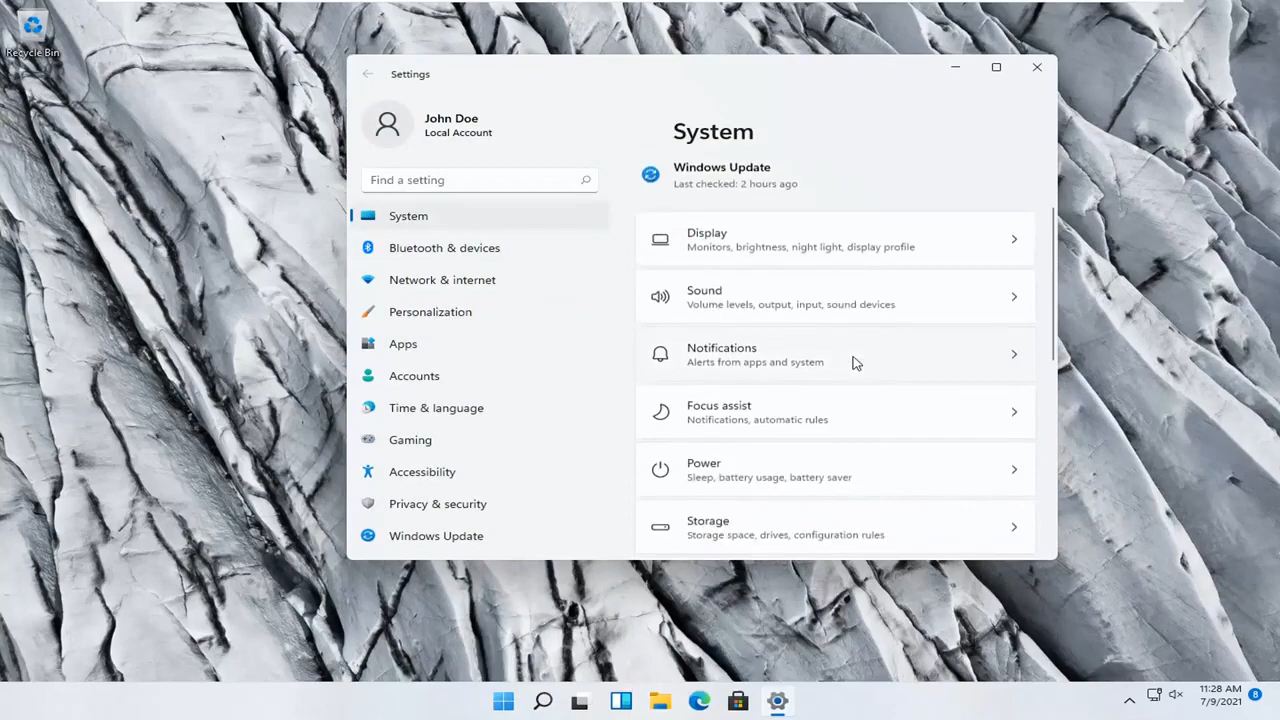 Recycle Bin
Settings
John Doe
Local Account
Find a setting
System
Bluetooth & devices
Network & internet
Personalization
Apps
Accounts
Time & language
Gaming
Accessibility
Privacy & security
Windows Update
System
Windows Update
Last checked: 2 hours ago
Display
Monitors, brightness, night light, display profile
Sound
Volume levels, output, input, sound devices
Notifications
Alerts from apps and system
Focus assist
Notifications, automatic rules
Power
Sleep, battery usage, battery saver
Storage
Storage space, drives, configuration rules
11:28 AM
7/9/2021
8